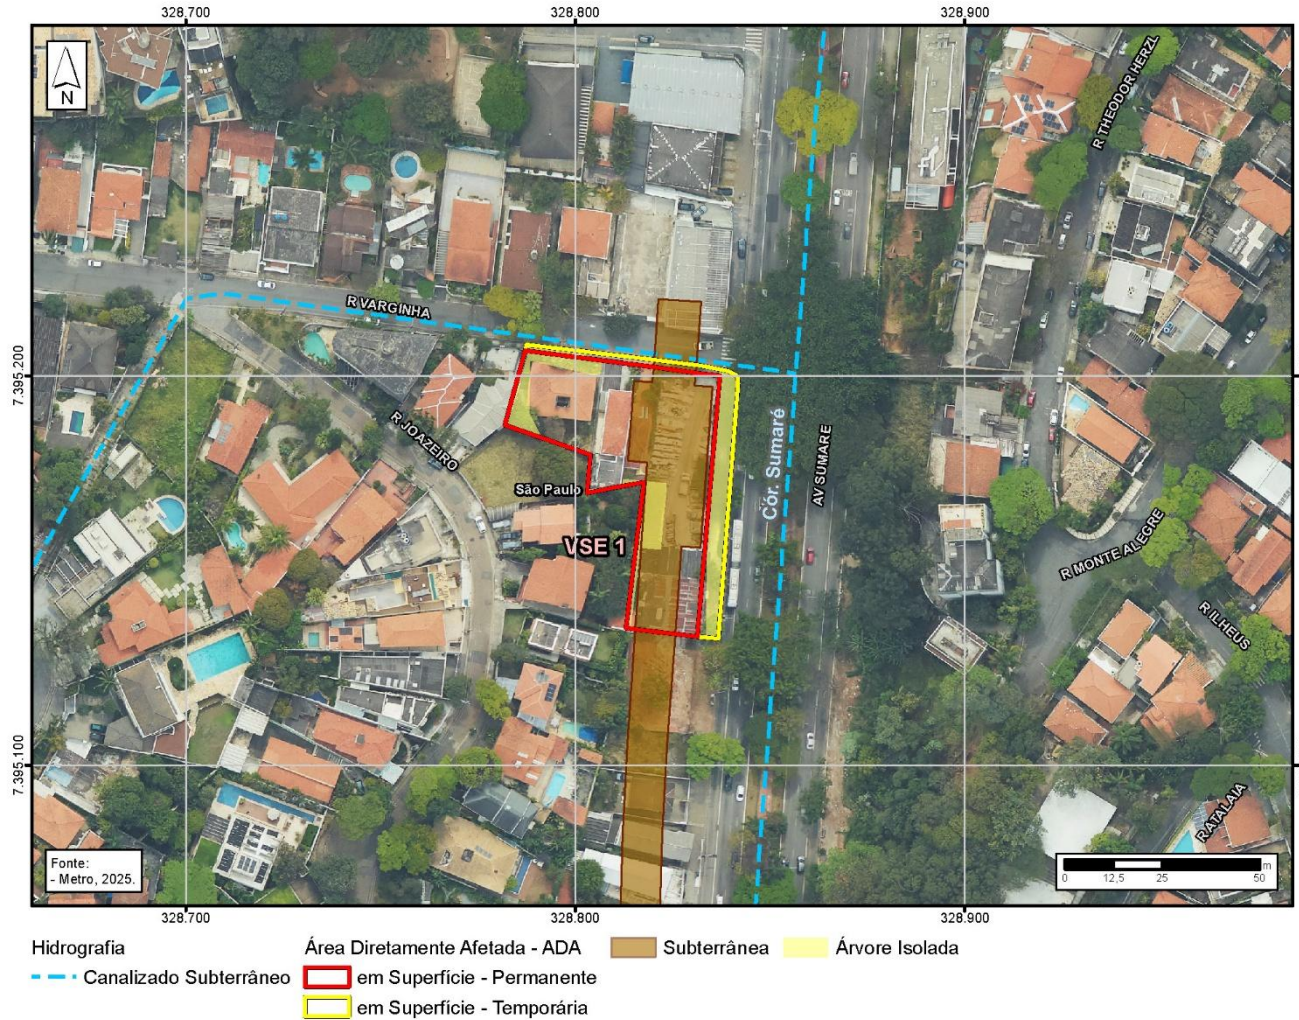 328.700 328.800 328.900
N
R THEODOR HERZL
R VARGINHA
7.395.200
R JOAZEIRO
São Paulo
Cór. Sumaré
AV SUMARE
VSE 1
R MONTE ALEGRE
R ILHEUS
7.395.100
R ATALAIA
Fonte:
- Metro, 2025.
m
0 12,5 25 50
328.700 328.800 328.900
Hidrografia
Canalizado Subterrâneo
Área Diretamente Afetada - ADA
em Superfície - Permanente
em Superfície - Temporária
Subterrânea
Árvore Isolada